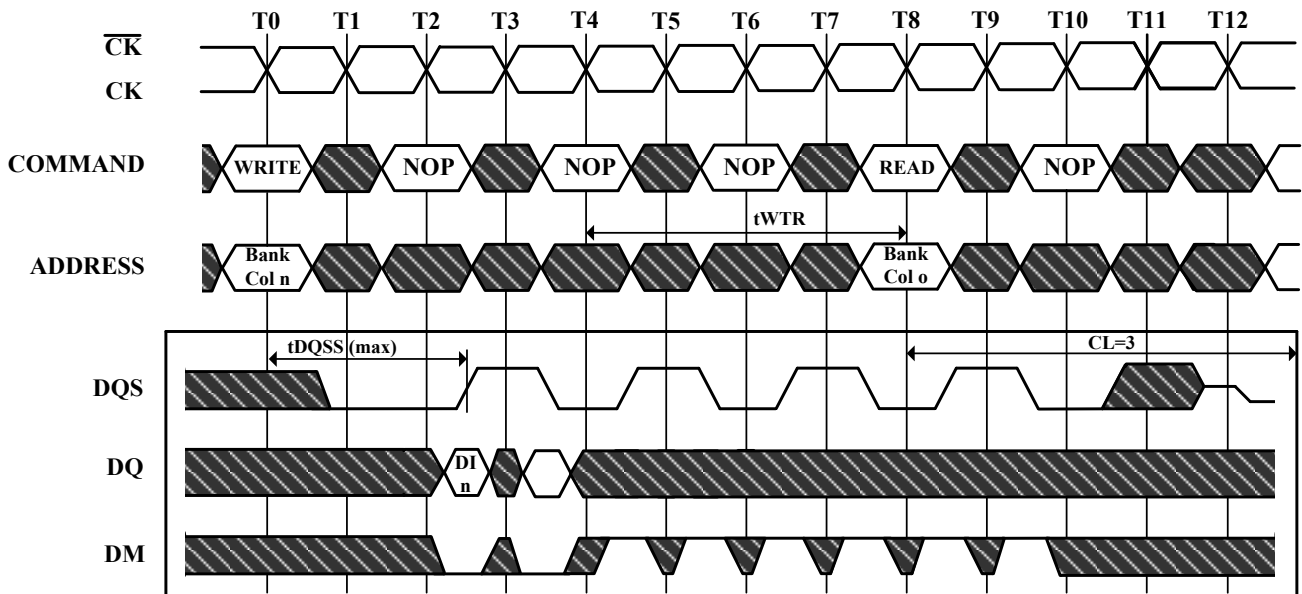 T0 T1 T2 T3 T4 T5 T6 T7 T8 T9 T10 T11 T12
CK
CK
COMMAND WRITE NOP NOP NOP READ NOP
tWTR
ADDRESS Bank Col n Bank Col o
tDQSS (max) CL=3
DQS
DQ DI n
DM